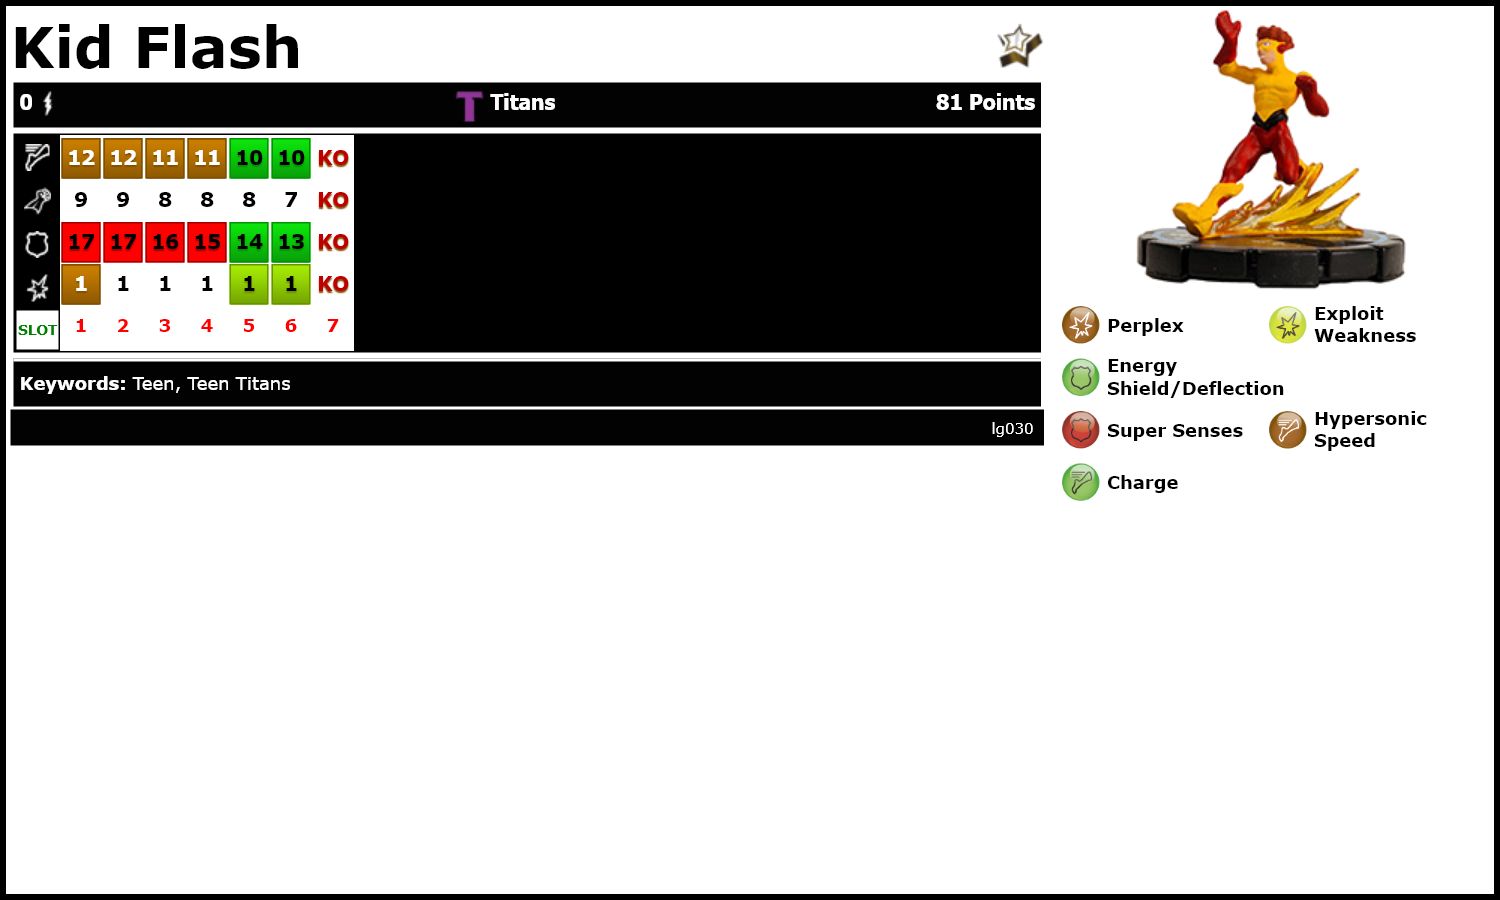 Kid Flash
0 Titans 81 Points
12 12 11 11 10 10 KO
9 9 8 8 8 7 KO
17 17 16 15 14 13 KO
1 1 1 1 1 1 KO
SLOT 1 2 3 4 5 6 7
Keywords: Teen, Teen Titans
lg030
Perplex
Exploit
Weakness
Energy
Shield/Deflection
Super Senses
Hypersonic
Speed
Charge